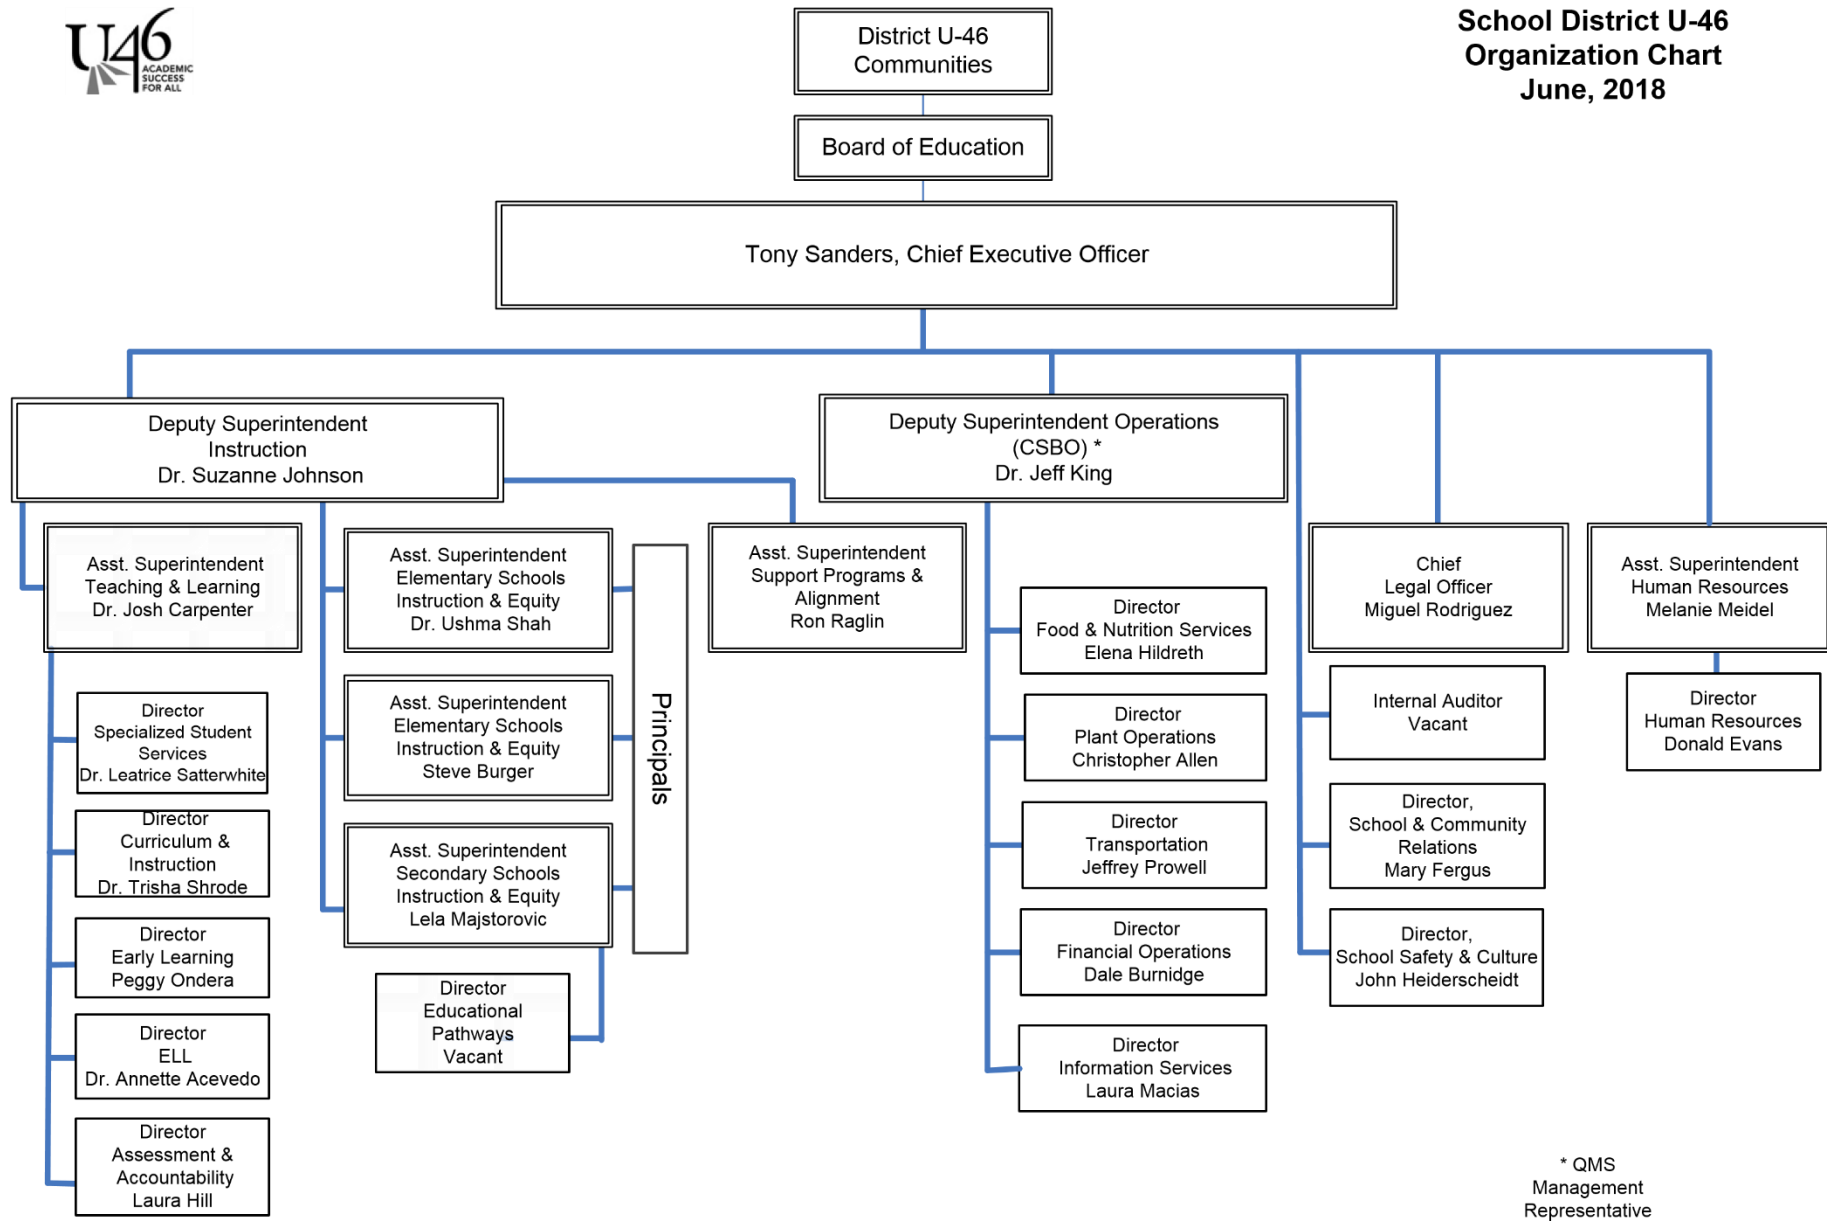 U46
ACADEMIC
SUCCESS
FOR ALL
District U-46
Communities
School District U-46
Organization Chart
June, 2018
Board of Education
Tony Sanders, Chief Executive Officer
Deputy Superintendent
Instruction
Dr. Suzanne Johnson
Deputy Superintendent Operations
(CSBO) *
Dr. Jeff King
Asst. Superintendent
Teaching & Learning
Dr. Josh Carpenter
Asst. Superintendent
Elementary Schools
Instruction & Equity
Dr. Ushma Shah
Asst. Superintendent
Support Programs &
Alignment
Ron Raglin
Chief
Legal Officer
Miguel Rodriguez
Asst. Superintendent
Human Resources
Melanie Meidel
Director
Specialized Student
Services
Dr. Leatrice Satterwhite
Director
Curriculum &
Instruction
Dr. Trisha Shrode
Director
Early Learning
Peggy Ondera
Director
ELL
Dr. Annette Acevedo
Director
Assessment &
Accountability
Laura Hill
Asst. Superintendent
Elementary Schools
Instruction & Equity
Steve Burger
Asst. Superintendent
Secondary Schools
Instruction & Equity
Lela Majstorovic
Director
Educational
Pathways
Vacant
Principals
Director
Food & Nutrition Services
Elena Hildreth
Director
Plant Operations
Christopher Allen
Director
Transportation
Jeffrey Prowell
Director
Financial Operations
Dale Burnidge
Director
Information Services
Laura Macias
Internal Auditor
Vacant
Director,
School & Community
Relations
Mary Fergus
Director,
School Safety & Culture
John Heiderscheidt
Director
Human Resources
Donald Evans
* QMS
Management
Representative